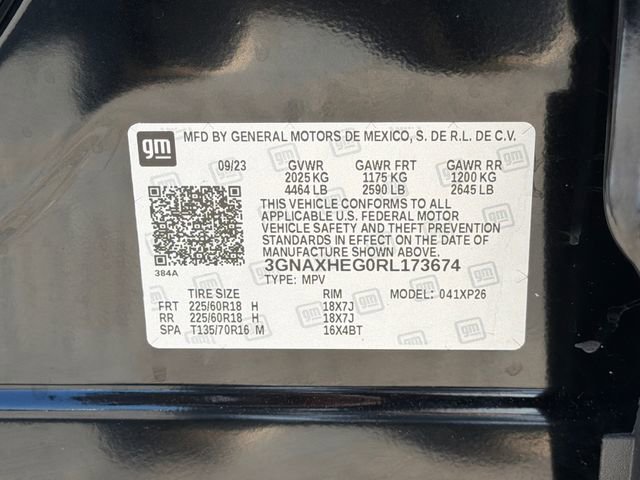 gm
MFD BY GENERAL MOTORS DE MEXICO, S. DE R.L. DE C.V.
09/23 GVWR GAWR FRT GAWR RR
2025 KG 1175 KG 1200 KG
4464 LB 2590 LB 2645 LB
THIS VEHICLE CONFORMS TO ALL
APPLICABLE U.S. FEDERAL MOTOR
VEHICLE SAFETY AND THEFT PREVENTION
STANDARDS IN EFFECT ON THE DATE OF
MANUFACTURE SHOWN ABOVE.
384A
3GNAXHEG0RL173674
TYPE: MPV
TIRE SIZE RIM MODEL: 041XP26
FRT 225/60R18 H 18X7J
RR 225/60R18 H 18X7J
SPA T135/70R16 M 16X4BT